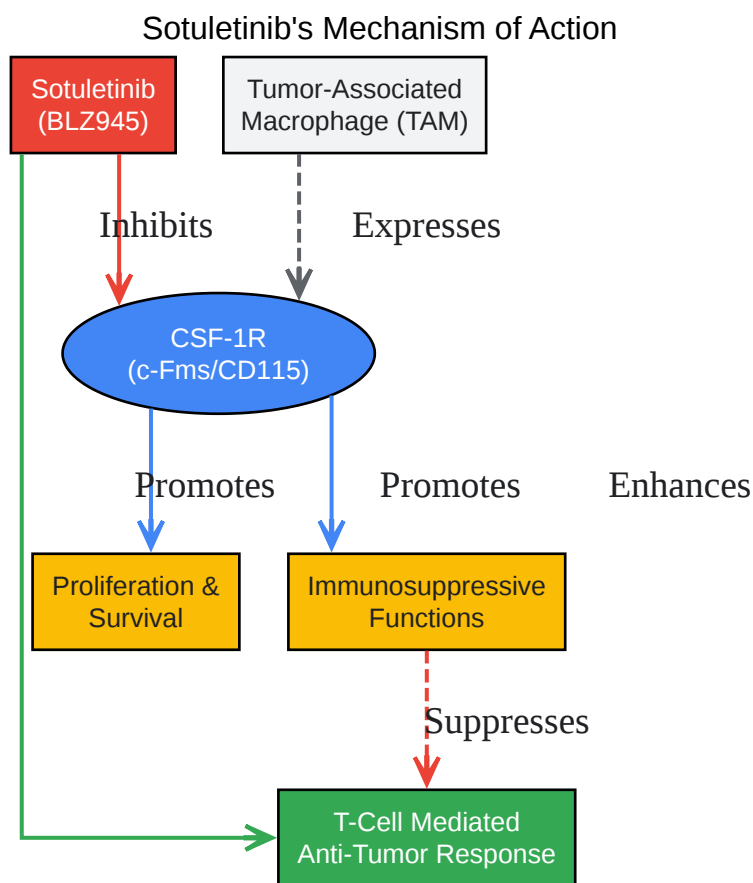 Sotuletinib's Mechanism of Action
Sotuletinib
(BLZ945)
Tumor-Associated
Macrophage (TAM)
Inhibits
Expresses
CSF-1R
(c-Fms/CD115)
Promotes
Promotes
Enhances
Proliferation &
Survival
Immunosuppressive
Functions
Suppresses
T-Cell Mediated
Anti-Tumor Response